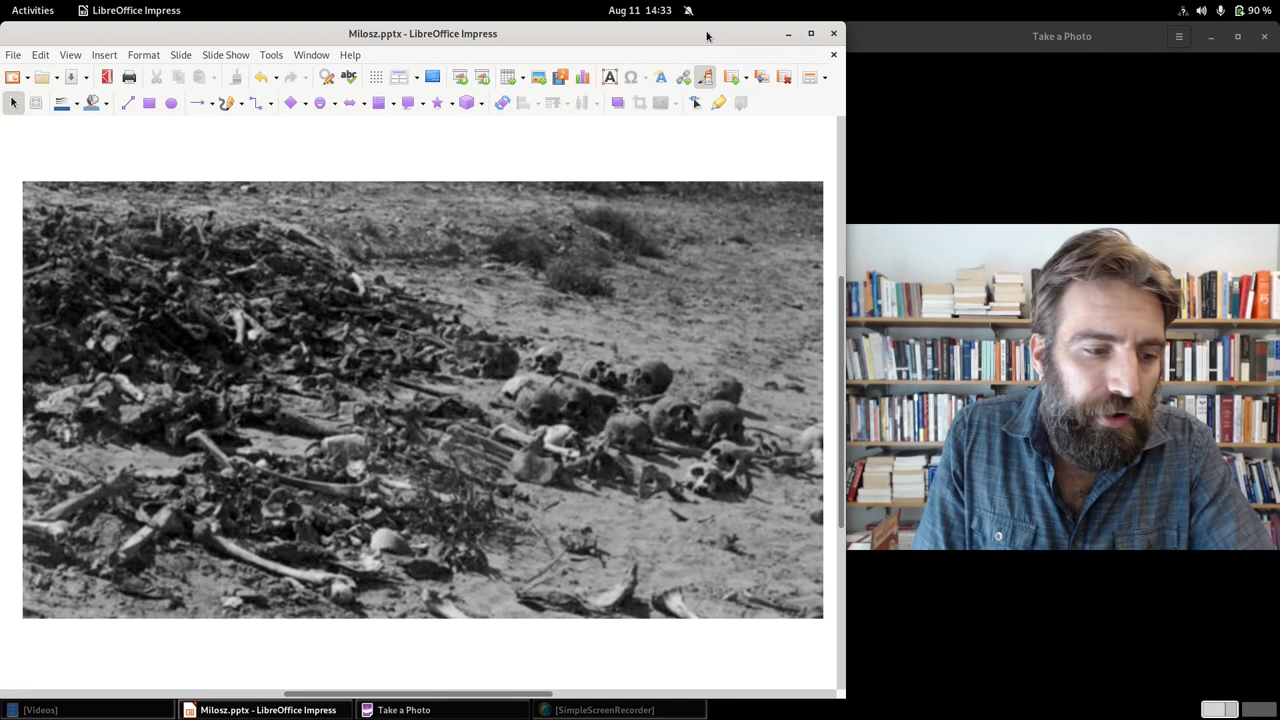 Activities LibreOffice Impress Aug 11 14:33 90 %
Milosz.pptx - LibreOffice Impress
Take a Photo
File Edit View Insert Format Slide Slide Show Tools Window Help
abc
[Videos] Milosz.pptx - LibreOffice Impress Take a Photo [SimpleScreenRecorder]